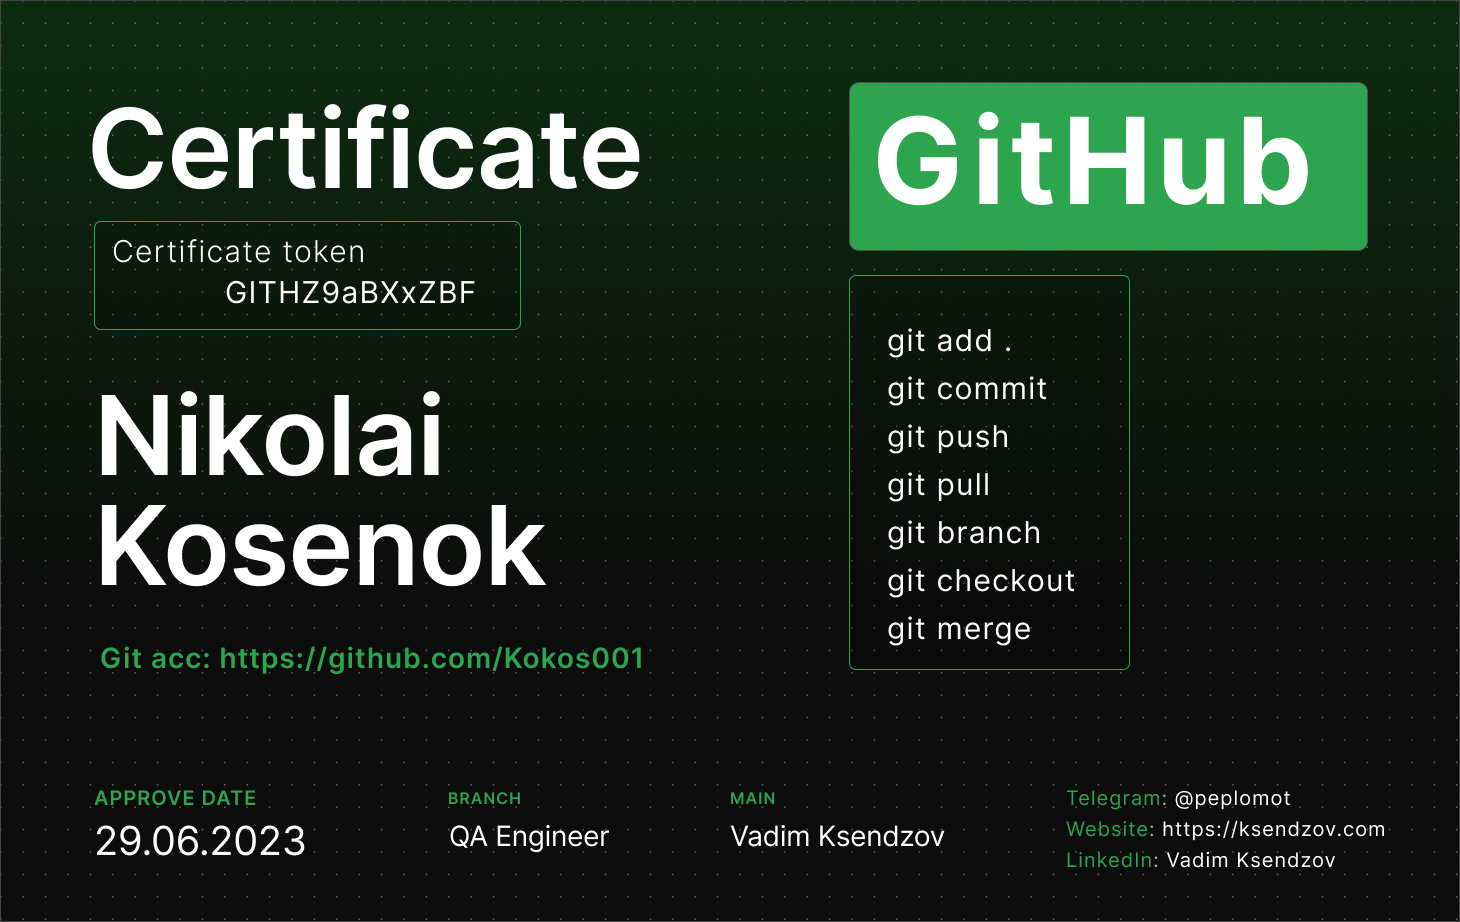 Certificate
Certificate token
GITHZ9aBXxZBF
Nikolai
Kosenok
Git acc: https://github.com/Kokos001
GitHub
git add .
git commit
git push
git pull
git branch
git checkout
git merge
APPROVE DATE
29.06.2023
BRANCH
QA Engineer
MAIN
Vadim Ksendzov
Telegram: @peplomot
Website: https://ksendzov.com
LinkedIn: Vadim Ksendzov